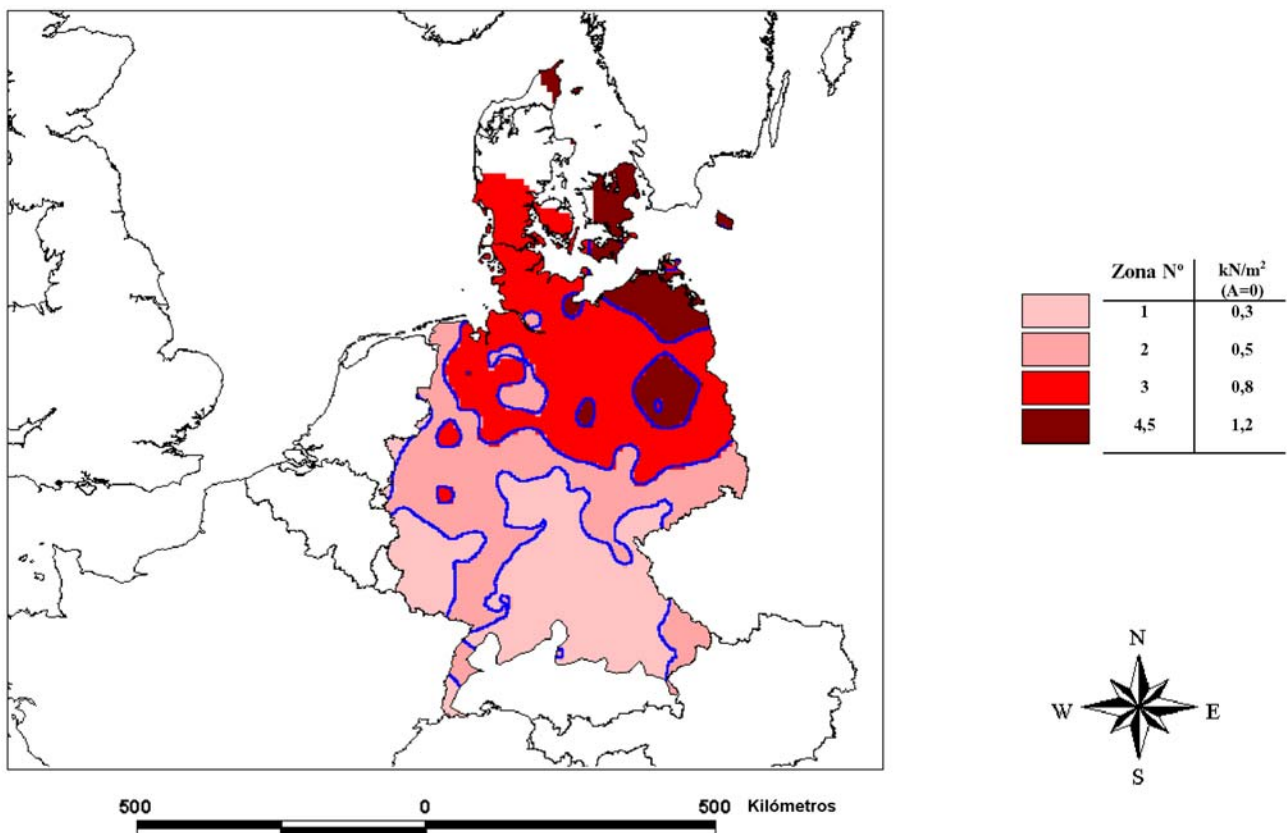 Zona Nº kN/m²
(A=0)
1 0,3
2 0,5
3 0,8
4,5 1,2
N
W E
S
500 0 500 Kilómetros